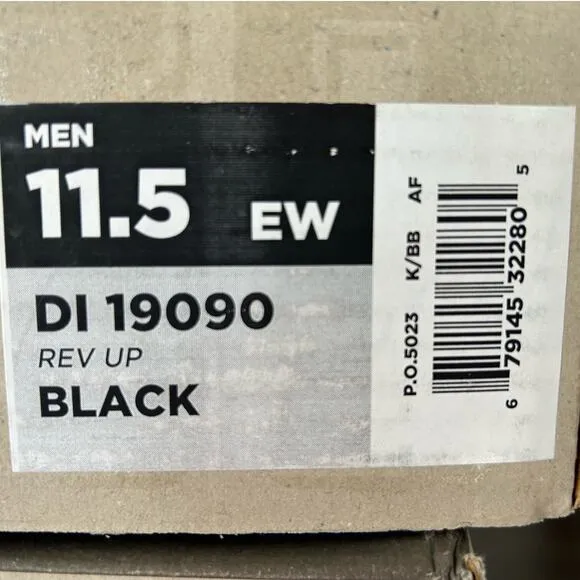 MEN
11.5 EW
DI 19090
REV UP
BLACK
P.O.5023 K/BB AF
6 79145 32280 5